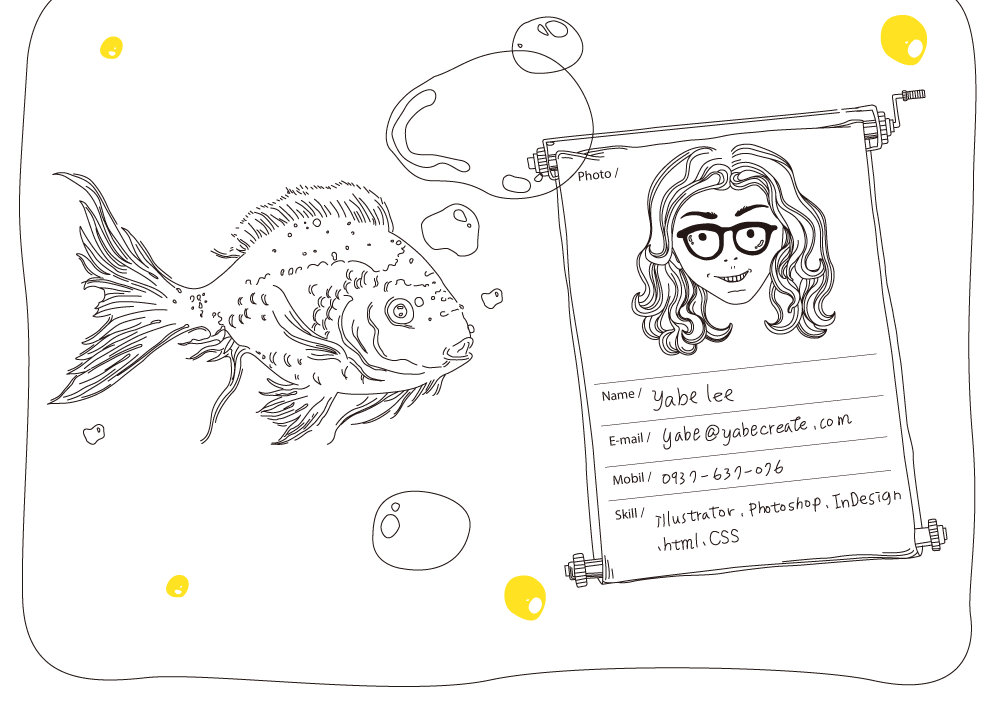 Photo /
Name / yabe lee
E-mail / yabe@yabecreate.com
Mobil / 0937-637-076
Skill / Illustrator、Photoshop、InDesign
、html、CSS